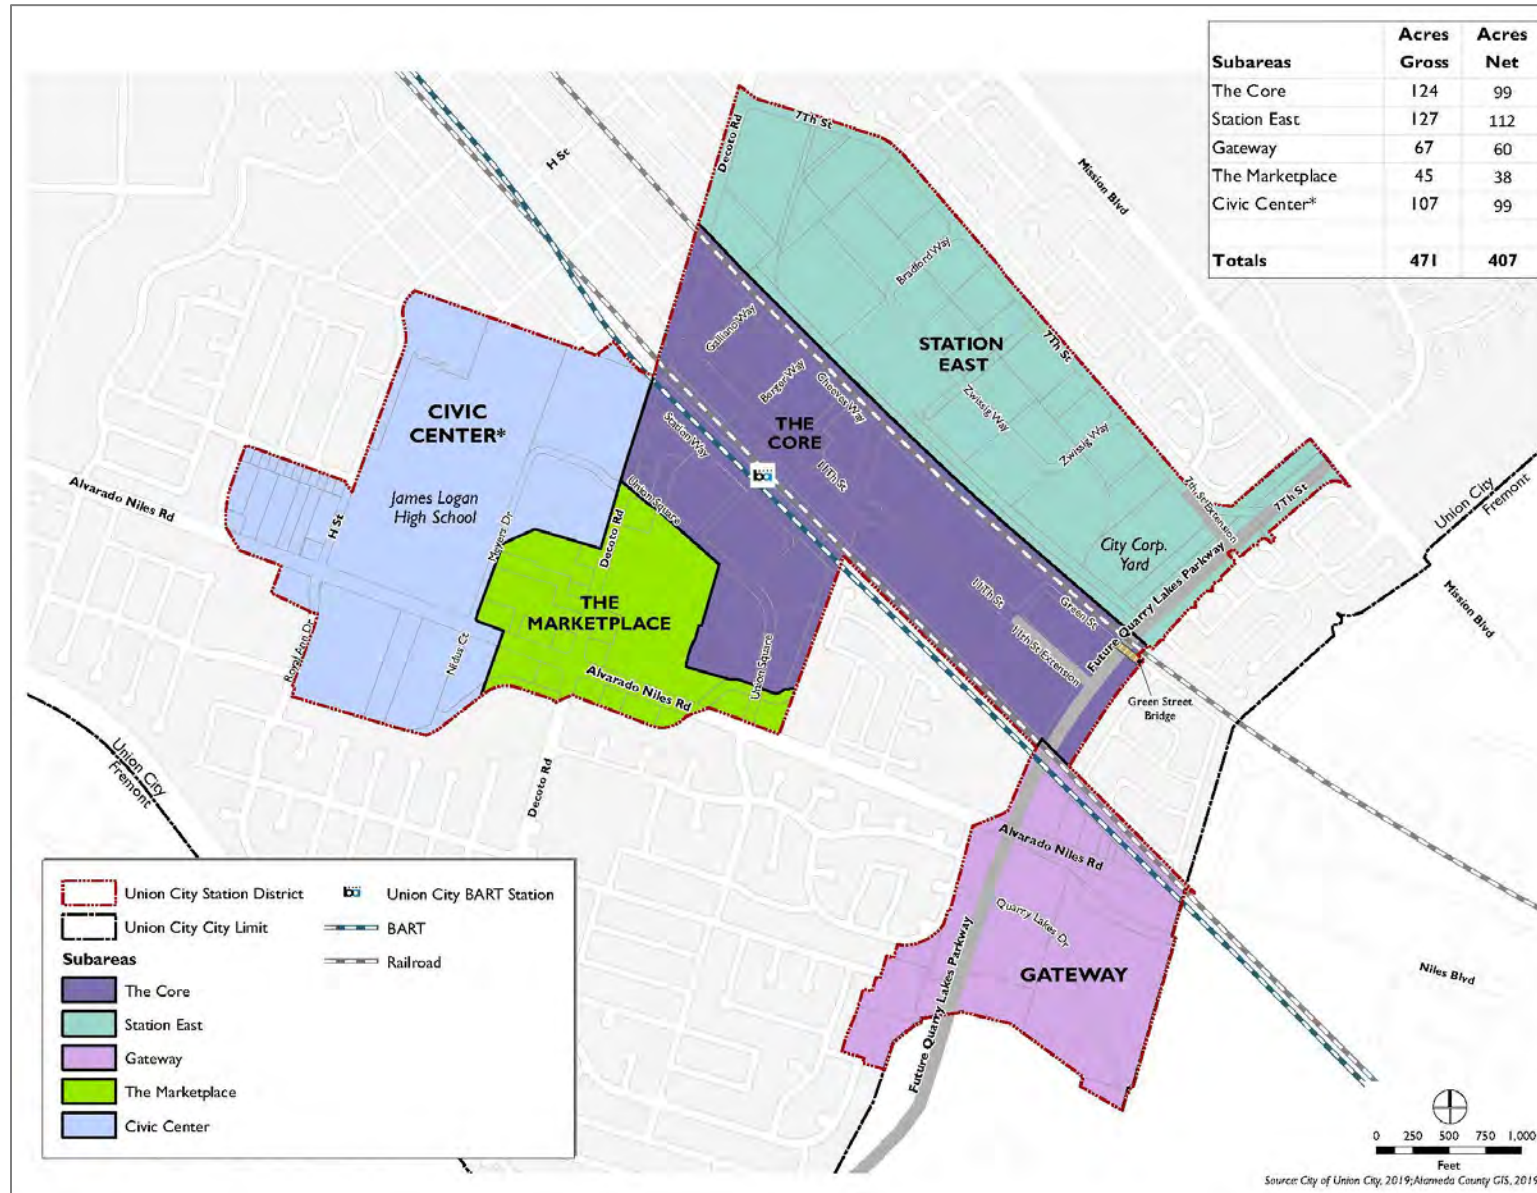 Acres Acres
Subareas Gross Net
The Core 124 99
Station East 127 112
Gateway 67 60
The Marketplace 45 38
Civic Center* 107 99
Totals 471 407
7Th St
Decoto Rd
H St
Mission Blvd
Bradford Way
Galliano Way
STATION
EAST
7Th St
Barger Way
Cheeves Way
Zwissig Way
THE
CORE
Station Way
11Th St
Zwissig Way
CIVIC
CENTER*
James Logan
High School
Alvarado Niles Rd
H St
Meyers Dr
Union Square
Decoto Rd
7th St Extension
7Th St
Union City
Fremont
City Corp.
Yard
Mission Blvd
THE
MARKETPLACE
11Th St
Green St
11th St Extension
Future Quarry Lakes Parkway
Green Street
Bridge
Royal Ann Dr
Nidus Ct
Union Square
Alvarado Niles Rd
Union City
Fremont
Decoto Rd
Alvarado Niles Rd
Quarry Lakes Dr
GATEWAY
Niles Blvd
Future Quarry Lakes Parkway
Union City Station District
Union City City Limit
Subareas
The Core
Station East
Gateway
The Marketplace
Civic Center
ba
Union City BART Station
BART
Railroad
ba
0 250 500 750 1,000
Feet
Source: City of Union City, 2019; Alameda County GIS, 201